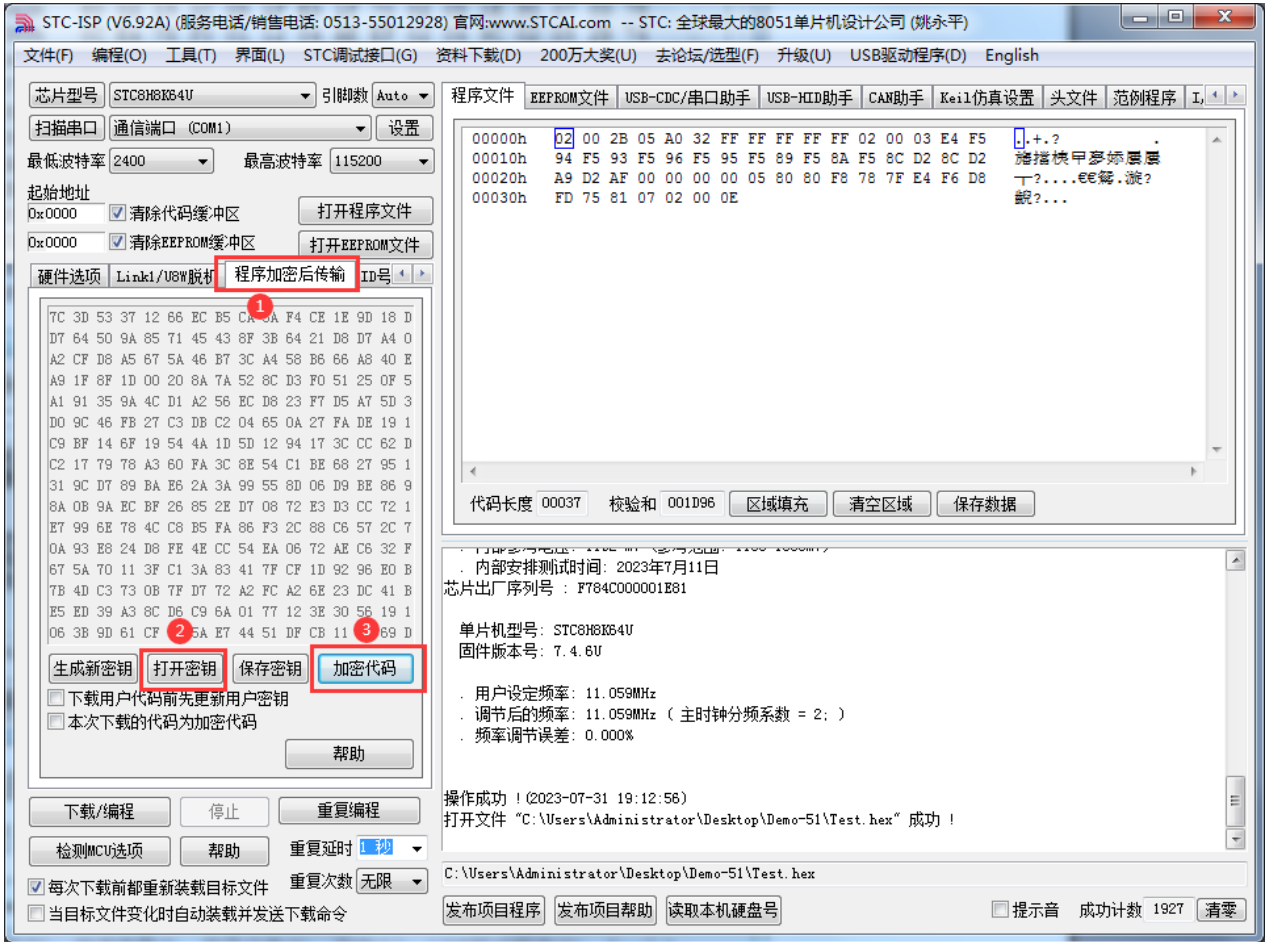 STC-ISP (V6.92A) (服务电话/销售电话: 0513-55012928) 官网:www.STCAI.com -- STC: 全球最大的8051单片机设计公司 (姚永平)
文件(F) 编程(O) 工具(T) 界面(L) STC调试接口(G) 资料下载(D) 200万大奖(U) 去论坛/选型(F) 升级(U) USB驱动程序(D) English
芯片型号 STC8H8K64U 引脚数 Auto
扫描串口 通信端口 (COM1) 设置
最低波特率 2400 最高波特率 115200
起始地址
0x0000 清除代码缓冲区 打开程序文件
0x0000 清除EEPROM缓冲区 打开EEPROM文件
硬件选项 Link1/U8W脱机 程序加密后传输 ID号
1
7C 3D 53 37 12 66 EC B5 F4 CE 1E 9D 18 D
D7 64 50 9A 85 71 45 43 8F 3B 64 21 D8 D7 A4 0
A2 CF D8 A5 67 5A 46 B7 3C A4 58 B6 66 A8 40 E
A9 1F 8F 1D 00 20 8A 7A 52 8C D3 F0 51 25 0F 5
A1 91 35 9A 4C D1 A2 56 EC D8 23 F7 D5 A7 5D 3
D0 9C 46 FB 27 C3 DB C2 04 65 0A 27 FA DE 19 1
C9 BF 14 6F 19 54 4A 1D 5D 12 94 17 3C CC 62 D
C2 17 79 78 A3 60 FA 3C 8E 54 C1 BE 68 27 95 1
31 9C D7 89 BA E6 2A 3A 99 55 8D 06 D9 BE 86 9
8A 0B 9A EC BF 26 85 2E D7 08 72 E3 D3 CC 72 1
E7 99 6E 78 4C C8 B5 FA 86 F3 2C 88 C6 57 2C 7
0A 93 E8 24 D8 FE 4E CC 54 EA 06 72 AE C6 32 F
67 5A 70 11 3F C1 3A 83 41 7F CF 1D 92 96 E0 B
7B 4D C3 73 0B 7F D7 72 A2 FC A2 6E 23 DC 41 B
E5 ED 39 A3 8C D6 C9 6A 01 77 12 3E 30 56 19 1
06 3B 9D 61 CF 5A E7 44 51 DF CB 11 69 D
2 3
生成新密钥 打开密钥 保存密钥 加密代码
下载用户代码前先更新用户密钥
本次下载的代码为加密代码
帮助
下载/编程 停止 重复编程
检测MCU选项 帮助 重复延时 1 秒
每次下载前都重新装载目标文件 重复次数 无限
当目标文件变化时自动装载并发送下载命令
程序文件 EEPROM文件 USB-CDC/串口助手 USB-HID助手 CAN助手 Keil仿真设置 头文件 范例程序 I,
00000h 02 00 2B 05 A0 32 FF FF FF FF FF 02 00 03 E4 F5 ..+.? .
00010h 94 F5 93 F5 96 F5 95 F5 89 F5 8A F5 8C D2 8C D2
00020h A9 D2 AF 00 00 00 00 05 80 80 F8 78 7F E4 F6 D8
00030h FD 75 81 07 02 00 0E
代码长度 00037 校验和 001D96 区域填充 清空区域 保存数据
. 内部安排测试时间: 2023年7月11日
芯片出厂序列号 : F784C000001E81
单片机型号: STC8H8K64U
固件版本号: 7.4.6U
. 用户设定频率: 11.059MHz
. 调节后的频率: 11.059MHz ( 主时钟分频系数 = 2; )
. 频率调节误差: 0.000%
操作成功 !(2023-07-31 19:12:56)
打开文件 "C:\Users\Administrator\Desktop\Demo-51\Test.hex" 成功 !
C:\Users\Administrator\Desktop\Demo-51\Test.hex
发布项目程序 发布项目帮助 读取本机硬盘号 提示音 成功计数 1927 清零